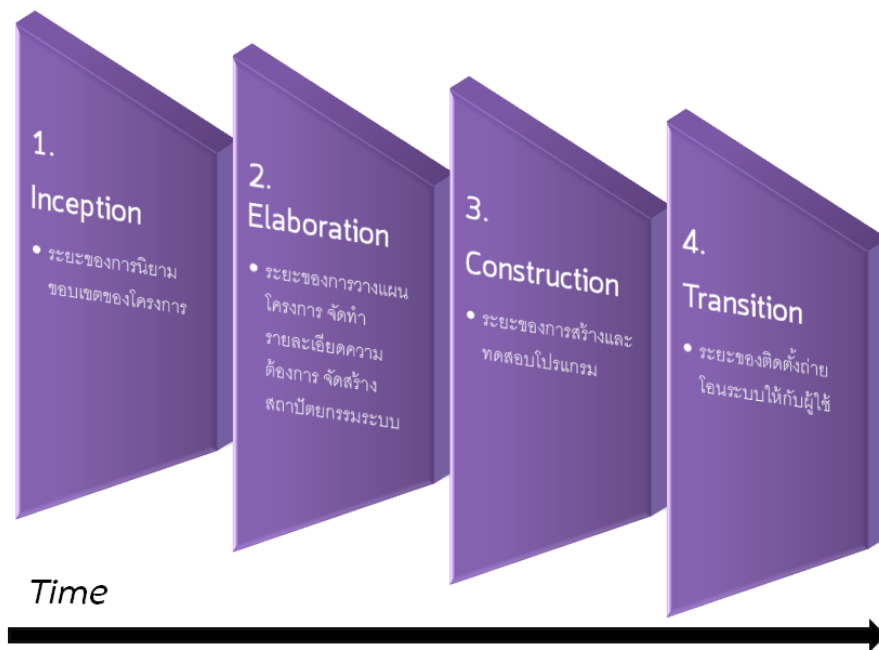 1.
Inception
• ระยะของการนิยาม
ขอบเขตของโครงการ
2.
Elaboration
• ระยะของการวางแผน
โครงการ จัดทำ
รายละเอียดความ
ต้องการ จัดสร้าง
สถาปัตยกรรมระบบ
3.
Construction
• ระยะของการสร้างและ
ทดสอบโปรแกรม
4.
Transition
• ระยะของติดตั้งถ่าย
โอนระบบให้กับผู้ใช้
Time